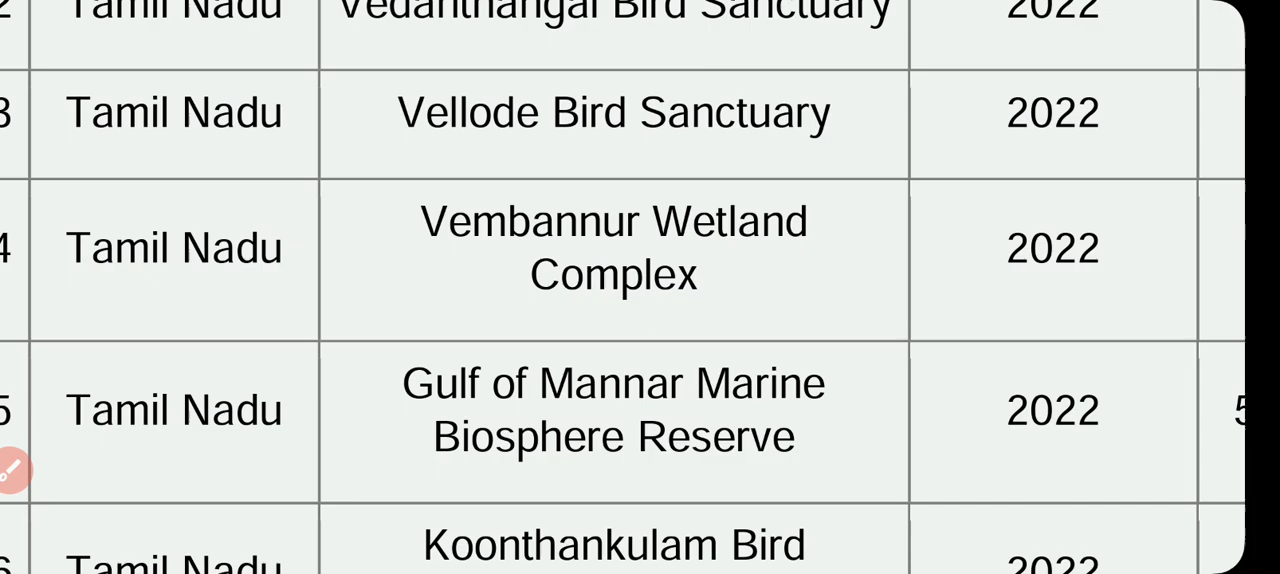 2 Tamil Nadu Vedanthangal Bird Sanctuary 2022
3 Tamil Nadu Vellode Bird Sanctuary 2022
Vembannur Wetland
4 Tamil Nadu 2022
Complex
Gulf of Mannar Marine
5 Tamil Nadu 2022 5
Biosphere Reserve
Koonthankulam Bird
6 Tamil Nadu 2022